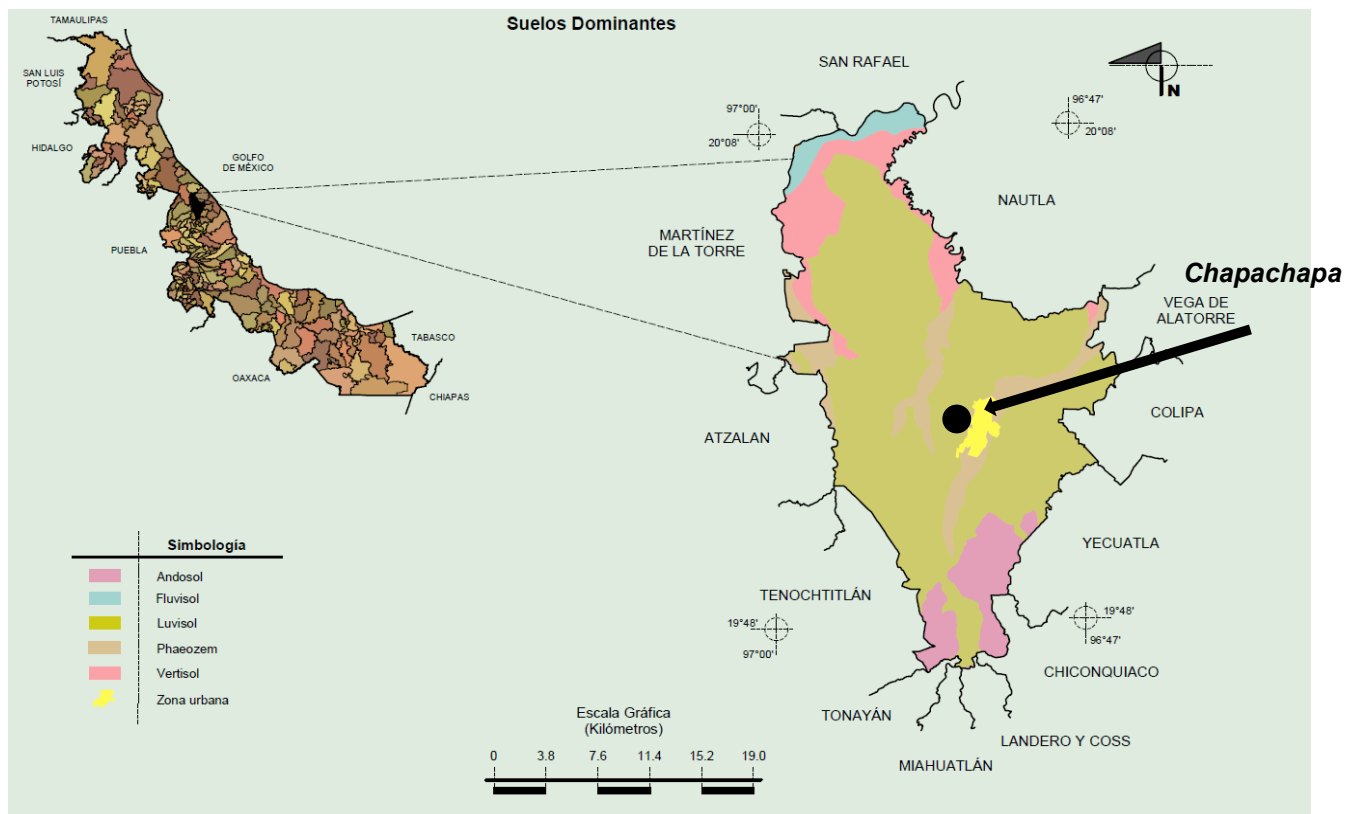 Suelos Dominantes
TAMAULIPAS
SAN LUIS
POTOSÍ
HIDALGO
GOLFO
DE MÉXICO
PUEBLA
OAXACA
TABASCO
CHIAPAS
SAN RAFAEL
N
97°00'
20°08'
96°47'
20°08'
NAUTLA
MARTÍNEZ
DE LA TORRE
Chapachapa
VEGA DE
ALATORRE
COLIPA
ATZALAN
YECUATLA
TENOCHTITLÁN
19°48'
97°00'
19°48'
96°47'
CHICONQUIACO
TONAYÁN
LANDERO Y COSS
MIAHUATLÁN
Simbología
Andosol
Fluvisol
Luvisol
Phaeozem
Vertisol
Zona urbana
Escala Gráfica
(Kilómetros)
0 3.8 7.6 11.4 15.2 19.0